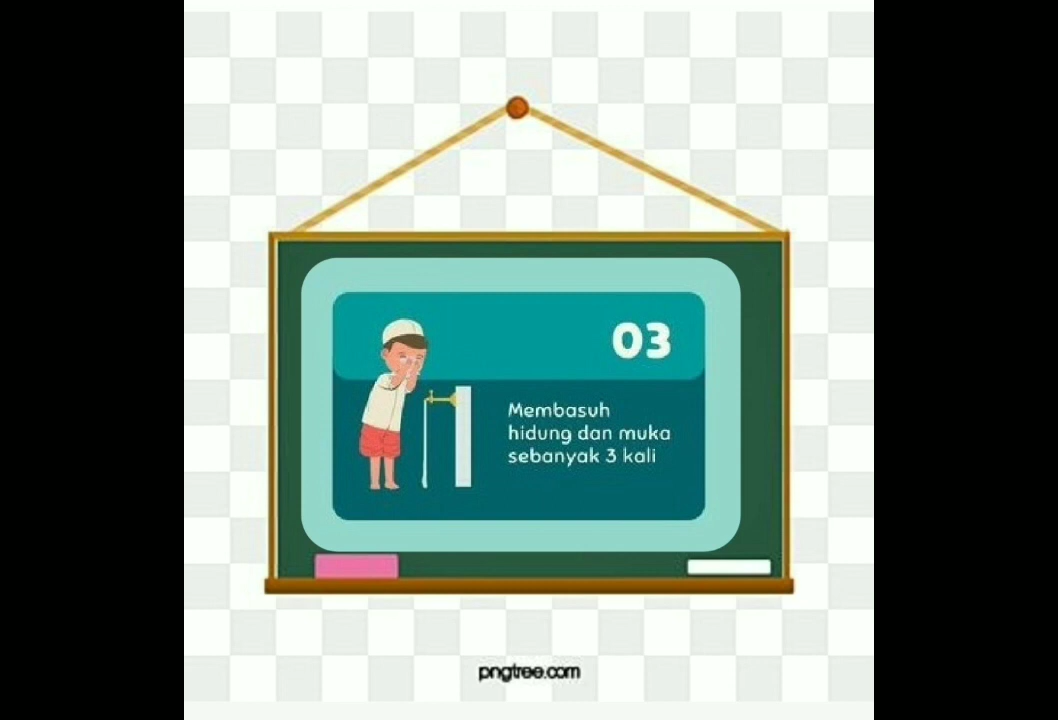 03
Membasuh
hidung dan muka
sebanyak 3 kali
pngtree.com